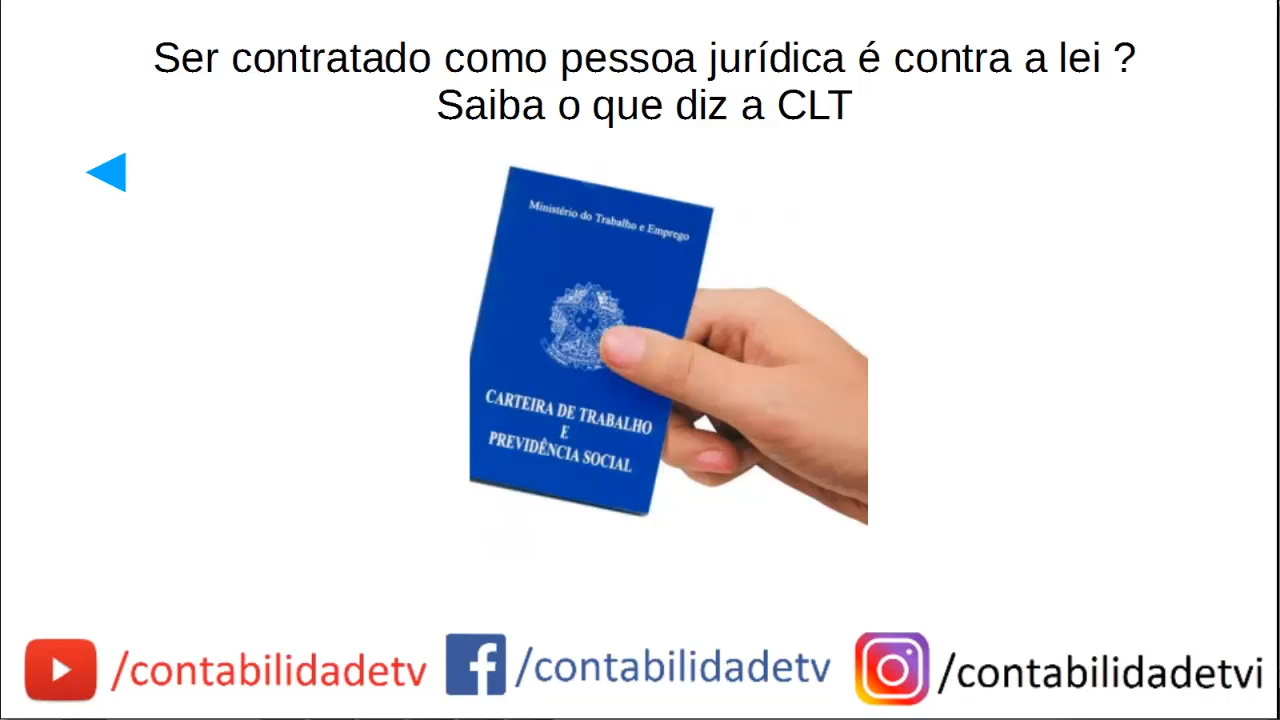 Ser contratado como pessoa jurídica é contra a lei ?
Saiba o que diz a CLT
Ministério do Trabalho e Emprego
CARTEIRA DE TRABALHO
E
PREVIDÊNCIA SOCIAL
/contabilidadetv
/contabilidadetv
/contabilidadetvi